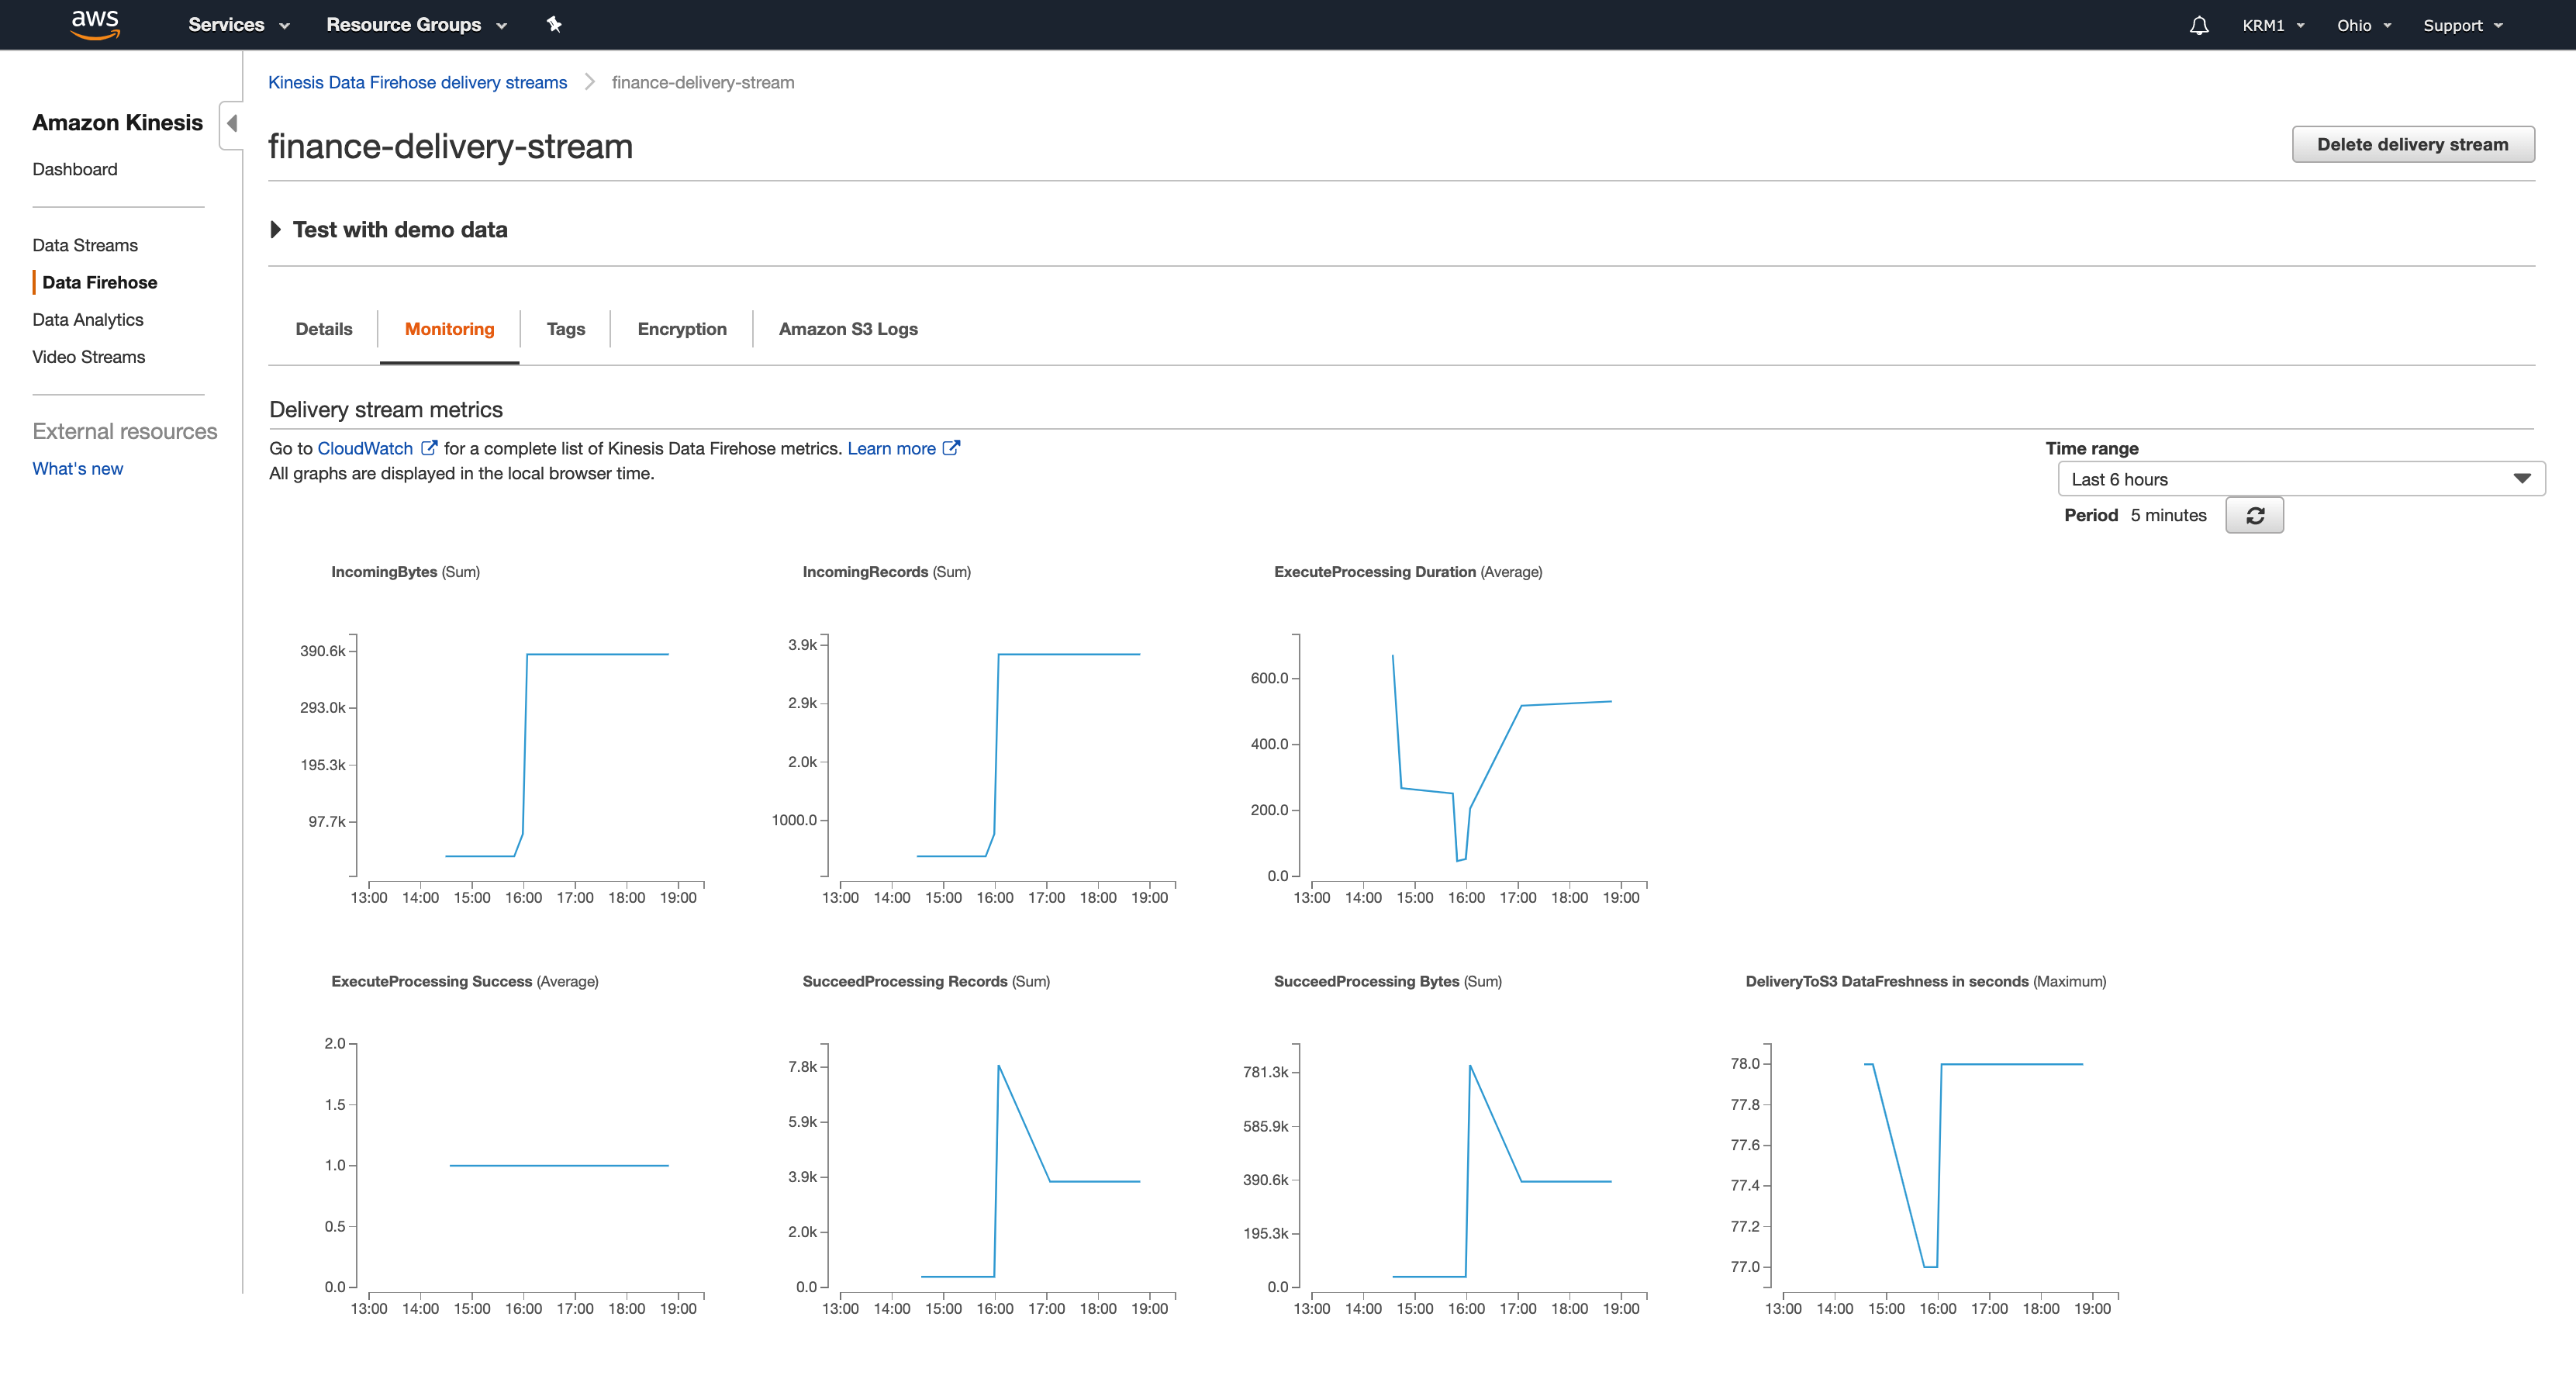 aws Services Resource Groups KRM1 Ohio Support
Kinesis Data Firehose delivery streams finance-delivery-stream
Amazon Kinesis
Dashboard
Data Streams
Data Firehose
Data Analytics
Video Streams
External resources
What's new
finance-delivery-stream
Delete delivery stream
Test with demo data
Details Monitoring Tags Encryption Amazon S3 Logs
Delivery stream metrics
Go to CloudWatch for a complete list of Kinesis Data Firehose metrics. Learn more
All graphs are displayed in the local browser time.
Time range
Last 6 hours
Period 5 minutes
IncomingBytes (Sum)
390.6k
293.0k
195.3k
97.7k
13:00 14:00 15:00 16:00 17:00 18:00 19:00
IncomingRecords (Sum)
3.9k
2.9k
2.0k
1000.0
13:00 14:00 15:00 16:00 17:00 18:00 19:00
ExecuteProcessing Duration (Average)
600.0
400.0
200.0
0.0
13:00 14:00 15:00 16:00 17:00 18:00 19:00
ExecuteProcessing Success (Average)
2.0
1.5
1.0
0.5
0.0
13:00 14:00 15:00 16:00 17:00 18:00 19:00
SucceedProcessing Records (Sum)
7.8k
5.9k
3.9k
2.0k
0.0
13:00 14:00 15:00 16:00 17:00 18:00 19:00
SucceedProcessing Bytes (Sum)
781.3k
585.9k
390.6k
195.3k
0.0
13:00 14:00 15:00 16:00 17:00 18:00 19:00
DeliveryToS3 DataFreshness in seconds (Maximum)
78.0
77.8
77.6
77.4
77.2
77.0
13:00 14:00 15:00 16:00 17:00 18:00 19:00